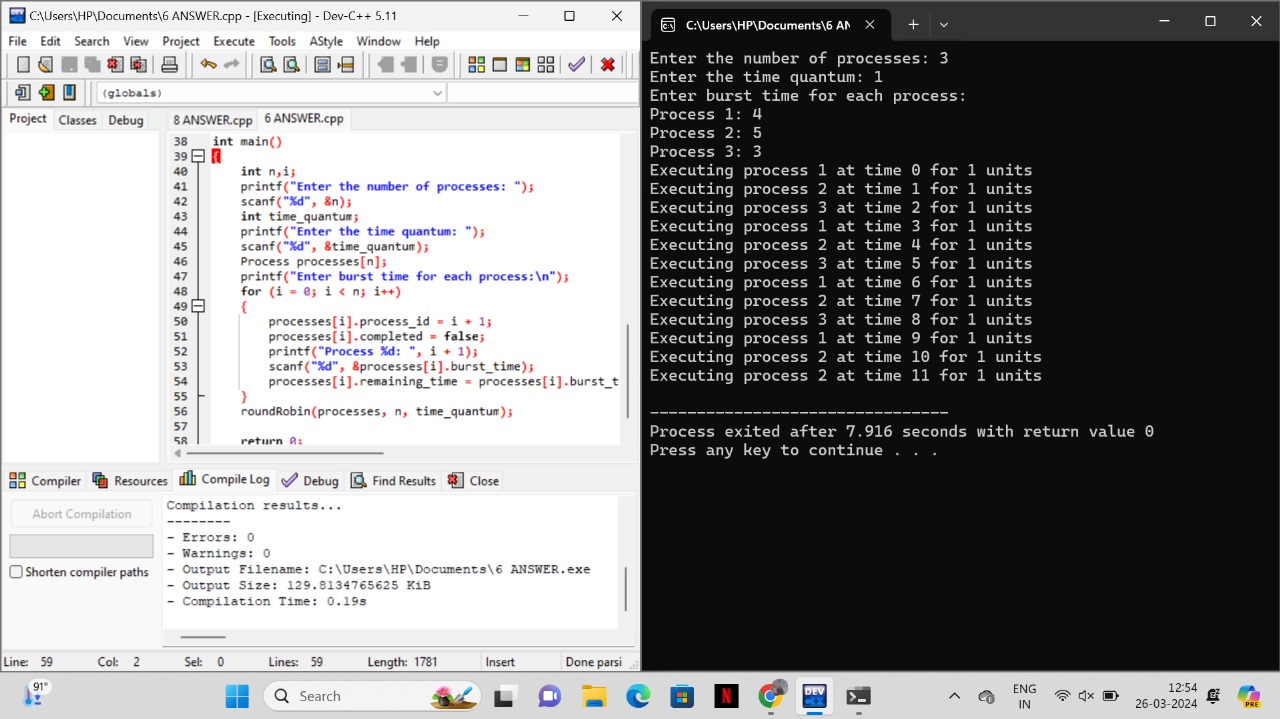 C:\Users\HP\Documents\6 ANSWER.cpp - [Executing] - Dev-C++ 5.11
File Edit Search View Project Execute Tools AStyle Window Help
(globals)
Project Classes Debug
8 ANSWER.cpp 6 ANSWER.cpp
38 int main()
39 {
40 int n,i;
41 printf("Enter the number of processes: ");
42 scanf("%d", &n);
43 int time_quantum;
44 printf("Enter the time quantum: ");
45 scanf("%d", &time_quantum);
46 Process processes[n];
47 printf("Enter burst time for each process:\n");
48 for (i = 0; i < n; i++)
49 {
50 processes[i].process_id = i + 1;
51 processes[i].completed = false;
52 printf("Process %d: ", i + 1);
53 scanf("%d", &processes[i].burst_time);
54 processes[i].remaining_time = processes[i].burst_t
55 }
56 roundRobin(processes, n, time_quantum);
57
58 return 0;
Compiler Resources Compile Log Debug Find Results Close
Abort Compilation
Shorten compiler paths
Compilation results...
--------
- Errors: 0
- Warnings: 0
- Output Filename: C:\Users\HP\Documents\6 ANSWER.exe
- Output Size: 129.8134765625 KiB
- Compilation Time: 0.19s
Line: 59 Col: 2 Sel: 0 Lines: 59 Length: 1781 Insert Done parsi
C:\Users\HP\Documents\6 AN
Enter the number of processes: 3
Enter the time quantum: 1
Enter burst time for each process:
Process 1: 4
Process 2: 5
Process 3: 3
Executing process 1 at time 0 for 1 units
Executing process 2 at time 1 for 1 units
Executing process 3 at time 2 for 1 units
Executing process 1 at time 3 for 1 units
Executing process 2 at time 4 for 1 units
Executing process 3 at time 5 for 1 units
Executing process 1 at time 6 for 1 units
Executing process 2 at time 7 for 1 units
Executing process 3 at time 8 for 1 units
Executing process 1 at time 9 for 1 units
Executing process 2 at time 10 for 1 units
Executing process 2 at time 11 for 1 units
--------------------------------
Process exited after 7.916 seconds with return value 0
Press any key to continue . . .
91°
Search
DEV
ENG
IN
12:54
26-03-2024
PRE